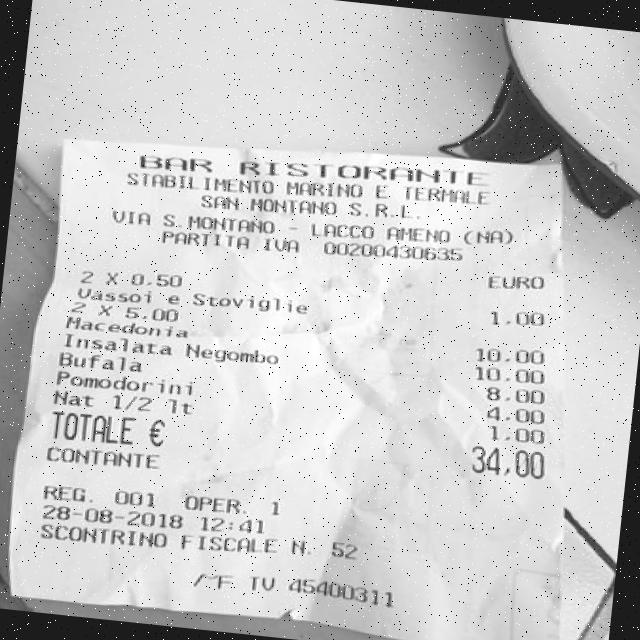 BAR RISTORANTE
STABILIMENTO MARINO E TERMALE
SAN MONTANO S.R.L.
VIA S.MONTANO - LACCO AMENO (NA)
PARTITA IVA 00200430635
EURO
2 X 0.50
Vassoi e Stoviglie 1.00
2 X 5.00
Macedonia 10.00
Insalata Negombo 10.00
Bufala 8.00
Pomodorini 4.00
Nat 1/2 lt 1.00
TOTALE € 34,00
CONTANTE
REG. 001 OPER. 1
28-08-2018 12:41
SCONTRINO FISCALE N. 52
TV 45400311